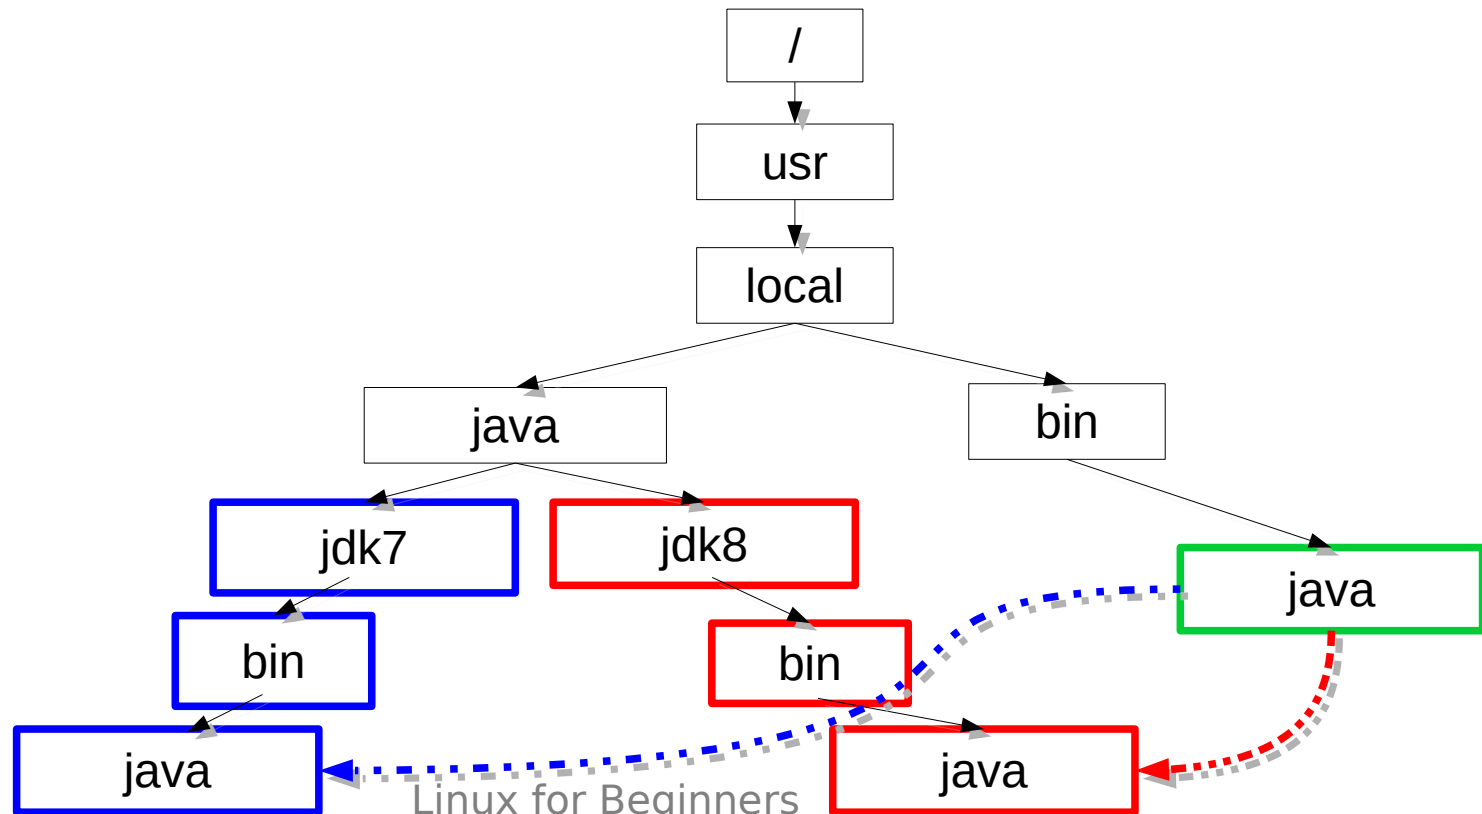 /
usr
local
java
bin
jdk7
jdk8
java
bin
bin
java
java
Linux for Beginners